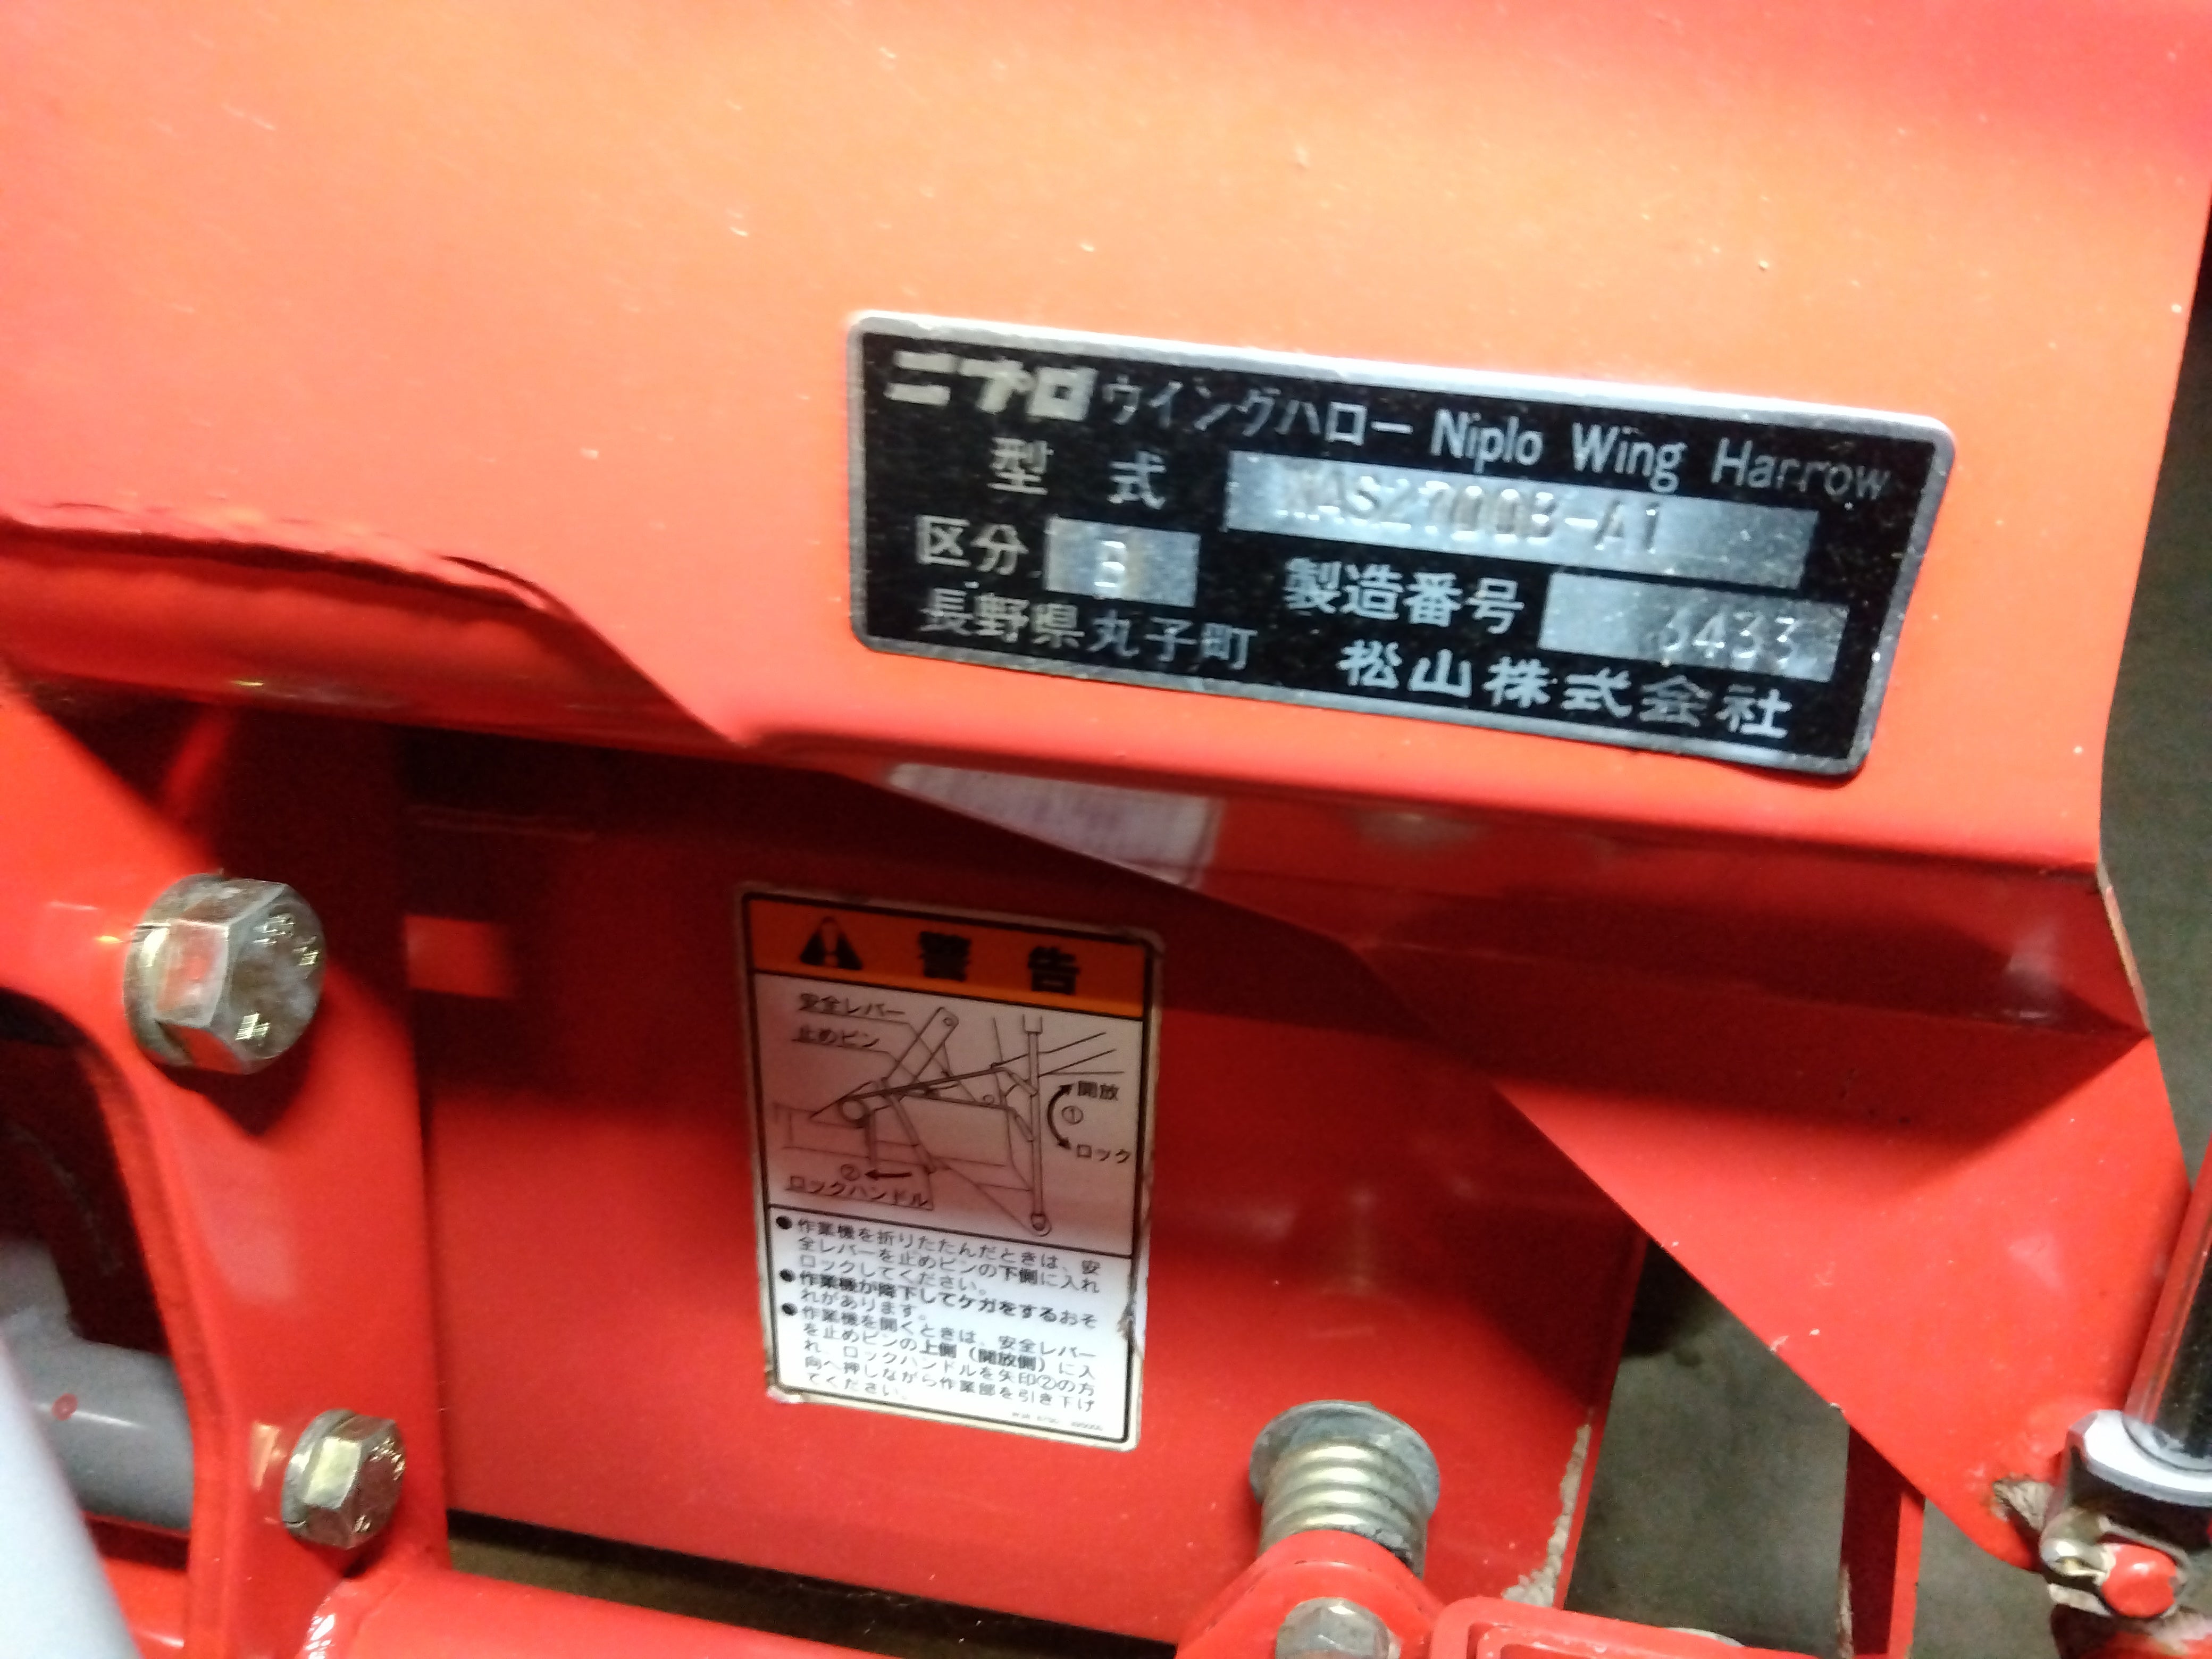 ニプロ ウイングハロー Niplo Wing Harrow
型式 WAS2700B-A1
区分 B 製造番号 3433
長野県丸子町 松山株式会社
警告
安全レバー
止めピン
開放
①
ロック
②
ロックハンドル
●作業機を折りたたんだときは、安
全レバーを止めピンの下側に入れ
ロックしてください。
●作業機が降下してケガをするおそ
れがあります。
●作業機を開くときは、安全レバー
を止めピンの上側（開放側）に入
れ、ロックハンドルを矢印②の方
向へ押しながら作業部を引き下げ
てください。